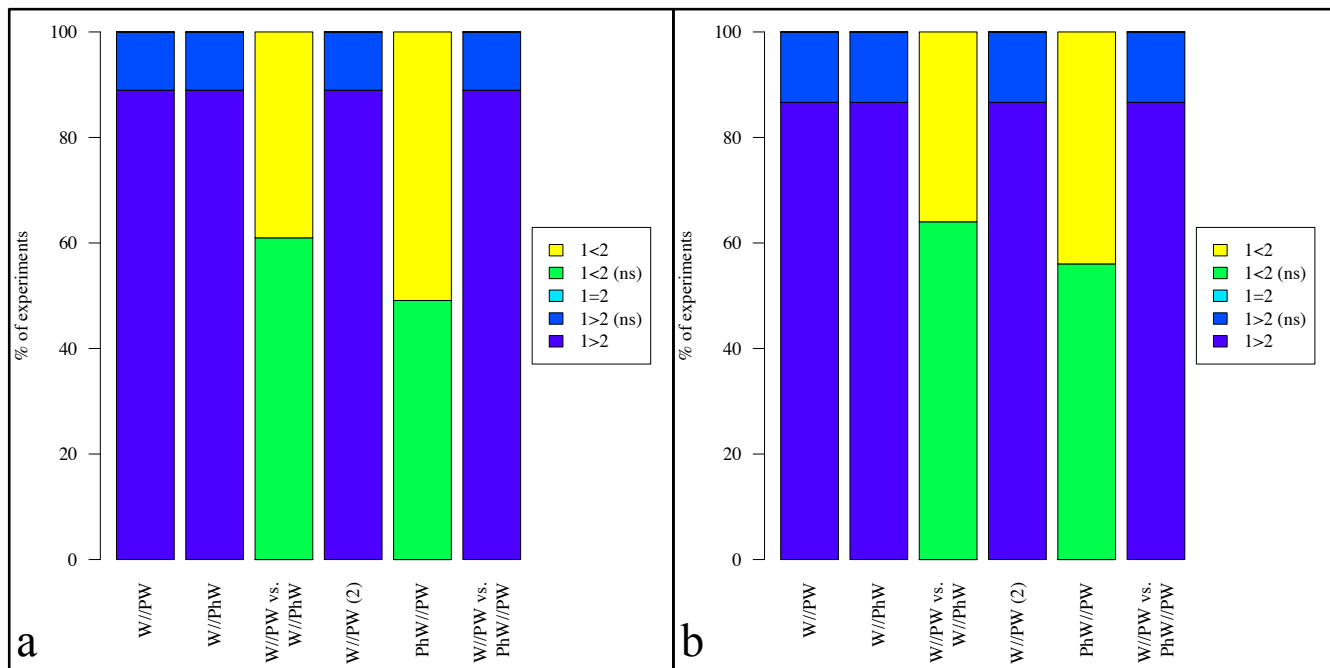 100
80
60
40
20
0
% of experiments
W//PW
W//PhW
W//PW vs.
W//PhW
W//PW (2)
PhW//PW
W//PW vs.
PhW//PW
1<2
1<2 (ns)
1=2
1>2 (ns)
1>2
a
100
80
60
40
20
0
% of experiments
W//PW
W//PhW
W//PW vs.
W//PhW
W//PW (2)
PhW//PW
W//PW vs.
PhW//PW
1<2
1<2 (ns)
1=2
1>2 (ns)
1>2
b